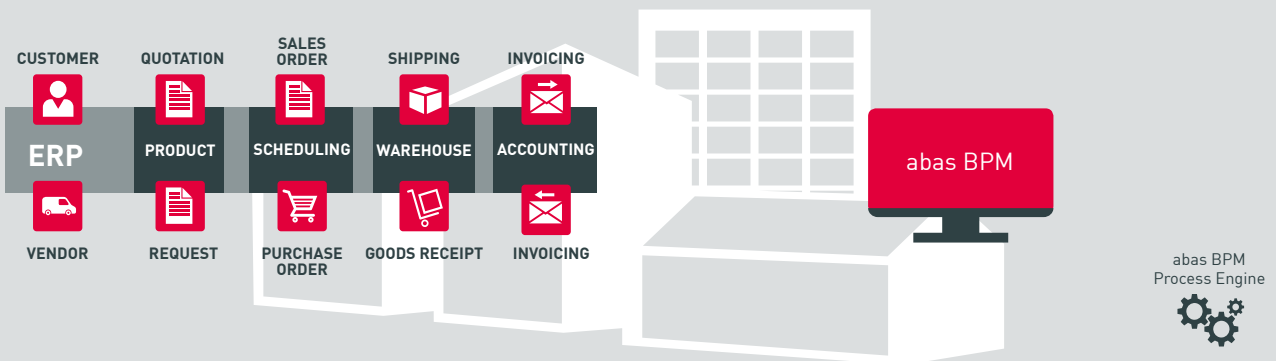 CUSTOMER
QUOTATION
SALES
ORDER
SHIPPING
INVOICING
ERP
PRODUCT
SCHEDULING
WAREHOUSE
ACCOUNTING
abas BPM
VENDOR
REQUEST
PURCHASE
ORDER
GOODS RECEIPT
INVOICING
abas BPM
Process Engine